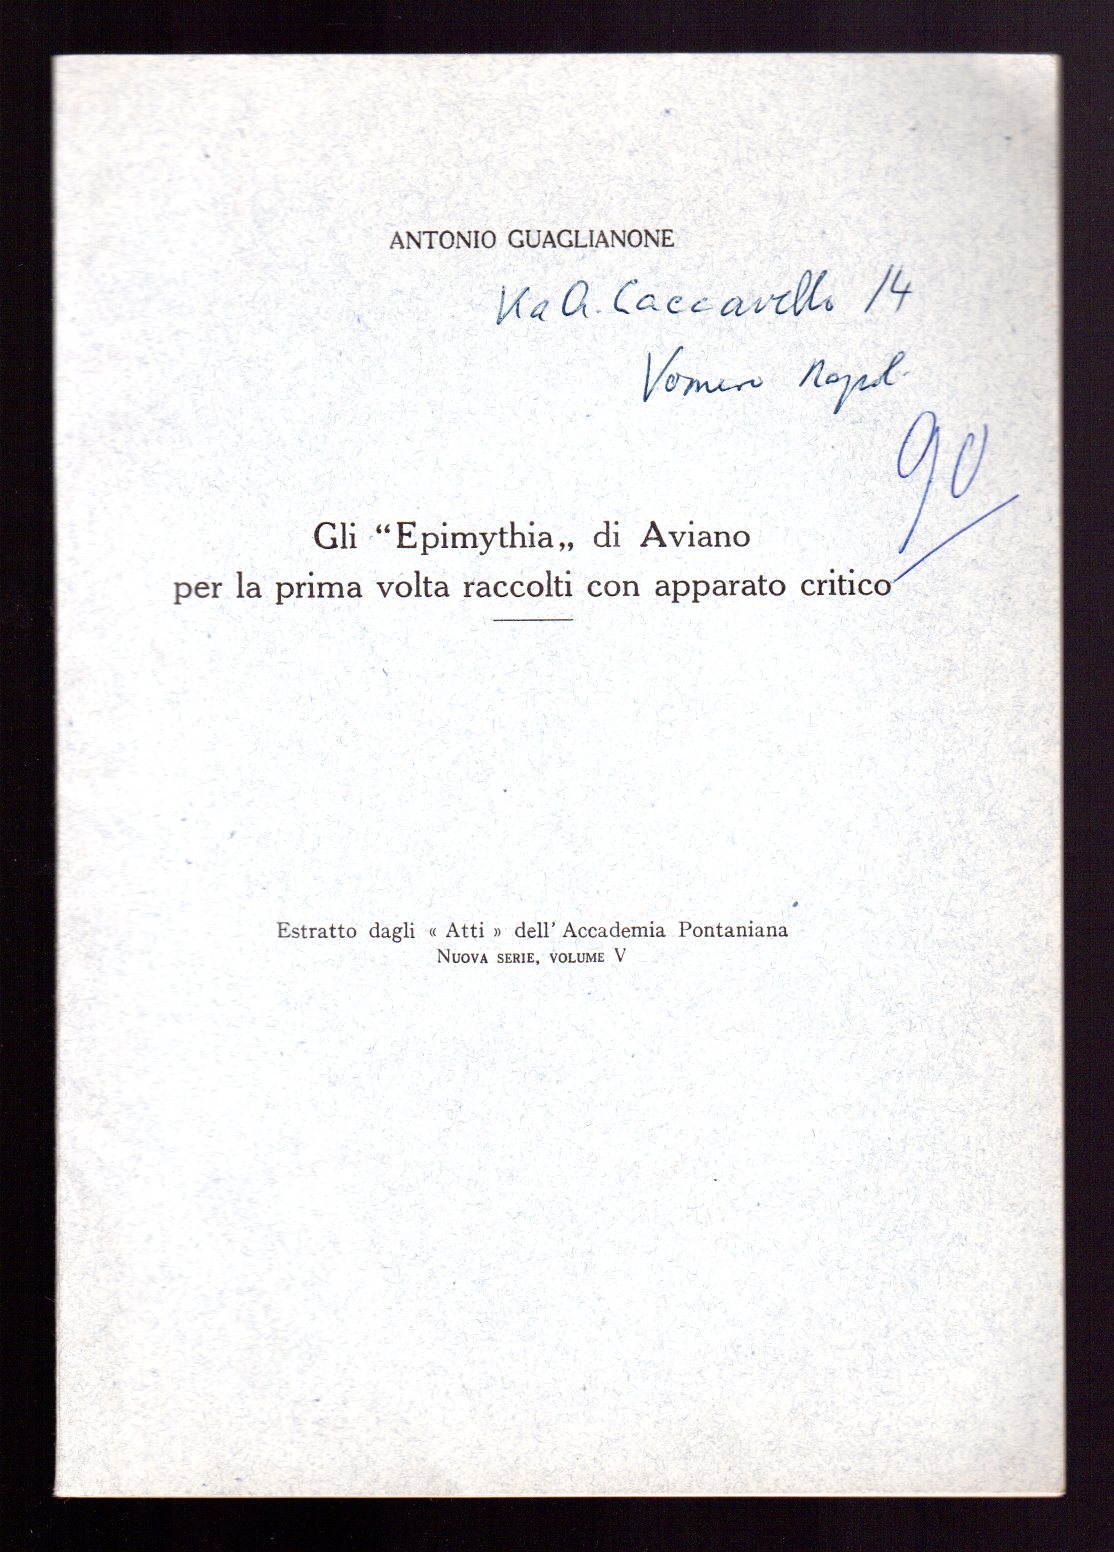 ANTONIO GUAGLIANONE
Via A. Caccavello 14
Vomero Napoli
90
Gli “Epimythia„ di Aviano
per la prima volta raccolti con apparato critico
Estratto dagli « Atti » dell' Accademia Pontaniana
NUOVA SERIE, VOLUME V